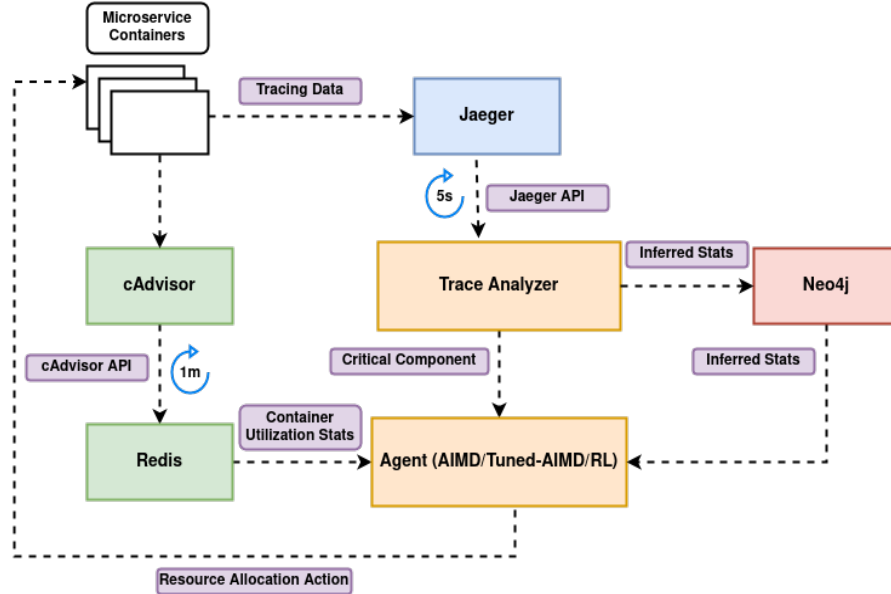 Microservice
Containers
Tracing Data
Jaeger
5s
Jaeger API
cAdvisor
Trace Analyzer
Inferred Stats
Neo4j
cAdvisor API
1m
Critical Component
Inferred Stats
Container
Utilization Stats
Redis
Agent (AIMD/Tuned-AIMD/RL)
Resource Allocation Action